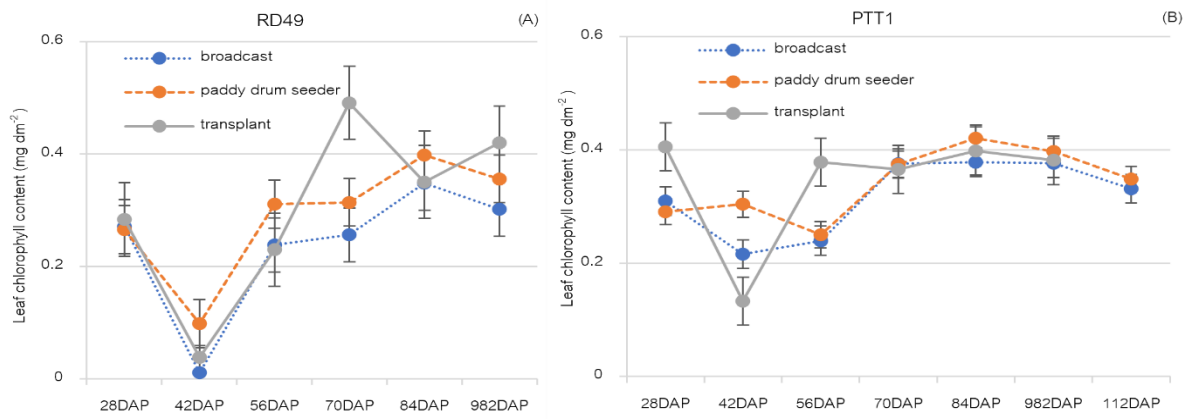 RD49
(A)
0.6
0.4
0.2
0
Leaf chlorophyll content (mg dm-2)
broadcast
paddy drum seeder
transplant
28DAP 42DAP 56DAP 70DAP 84DAP 982DAP
PTT1
(B)
0.6
0.4
0.2
0
Leaf chlorophyll content (mg dm-2)
broadcast
paddy drum seeder
transplant
28DAP 42DAP 56DAP 70DAP 84DAP 982DAP 112DAP